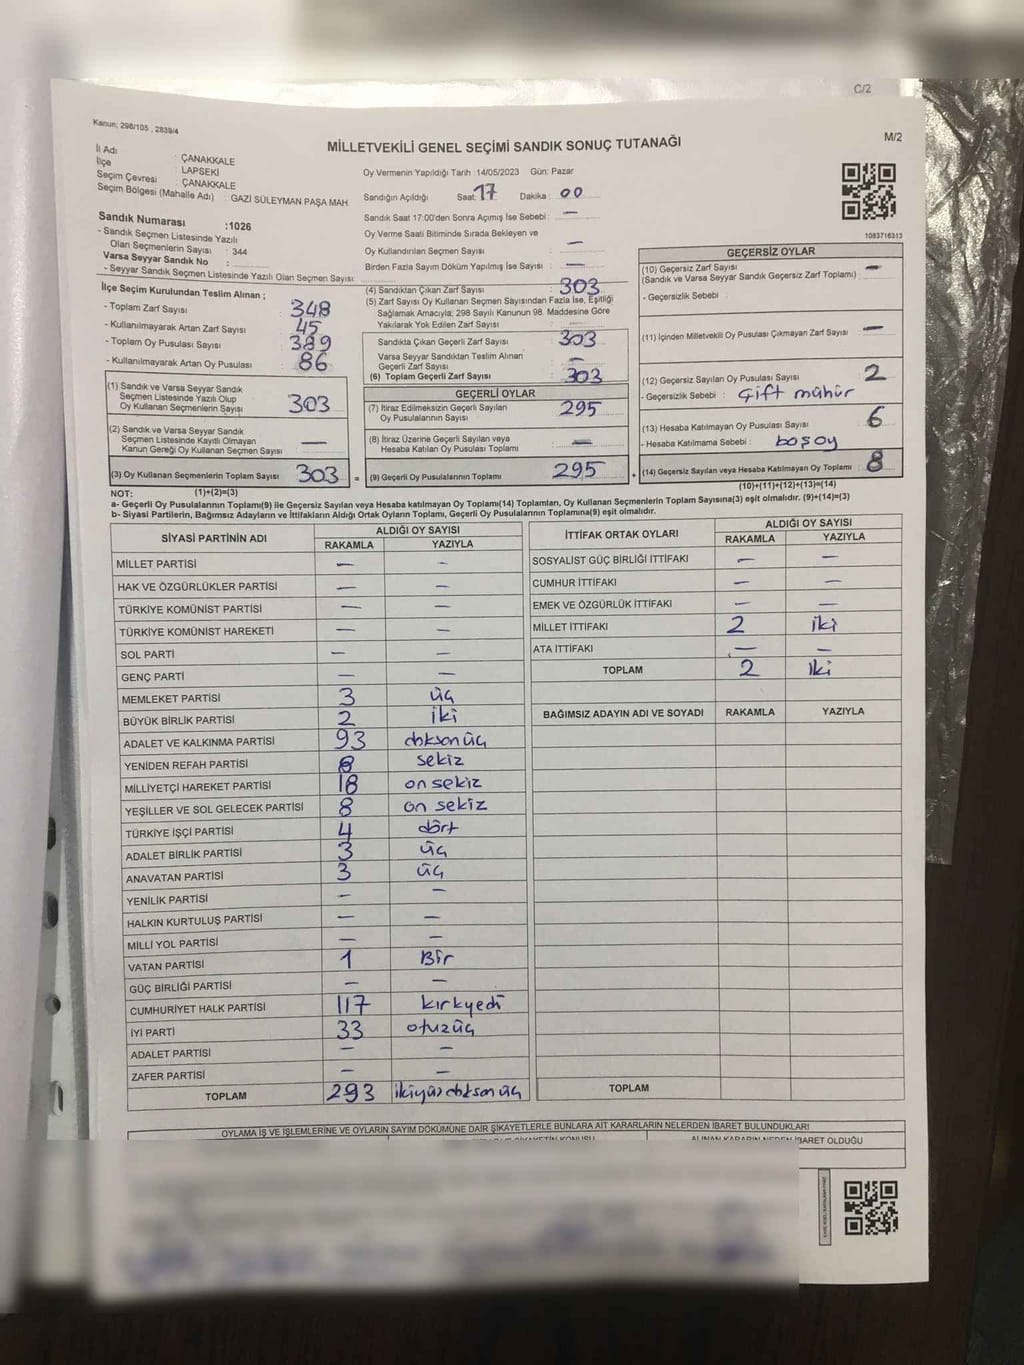 C/2
Kanun: 298/105 , 2839/4
M/2
MİLLETVEKİLİ GENEL SEÇİMİ SANDIK SONUÇ TUTANAĞI
İl Adı : ÇANAKKALE
İlçe : LAPSEKİ
Seçim Çevresi : ÇANAKKALE
Seçim Bölgesi (Mahalle Adı) : GAZİ SÜLEYMAN PAŞA MAH.
Sandık Numarası :1026
- Sandık Seçmen Listesinde Yazılı
Olan Seçmenlerin Sayısı : 344
Varsa Seyyar Sandık No :
- Seyyar Sandık Seçmen Listesinde Yazılı Olan Seçmen Sayısı:
Oy Vermenin Yapıldığı Tarih : 14/05/2023 Gün: Pazar
Sandığın Açıldığı Saat: 17 Dakika : 00
Sandık Saat 17:00'den Sonra Açılmış İse Sebebi : —
Oy Verme Saati Bitiminde Sırada Bekleyen ve
Oy Kullandırılan Seçmen Sayısı : —
Birden Fazla Sayım Döküm Yapılmış İse Sayısı : —
1083716313
İlçe Seçim Kurulundan Teslim Alınan ;
- Toplam Zarf Sayısı : 348
- Kullanılmayarak Artan Zarf Sayısı : 45
- Toplam Oy Pusulası Sayısı : 389
- Kullanılmayarak Artan Oy Pusulası : 86
(1) Sandık ve Varsa Seyyar Sandık
Seçmen Listesinde Yazılı Olup
Oy Kullanan Seçmenlerin Sayısı : 303
(2) Sandık ve Varsa Seyyar Sandık
Seçmen Listesinde Kayıtlı Olmayan
Kanun Gereği Oy Kullanan Seçmen Sayısı : —
(3) Oy Kullanan Seçmenlerin Toplam Sayısı : 303
(1)+(2)=(3)
(4) Sandıktan Çıkan Zarf Sayısı : 303
(5) Zarf Sayısı Oy Kullanan Seçmen Sayısından Fazla İse, Eşitliği
Sağlamak Amacıyla; 298 Sayılı Kanunun 98. Maddesine Göre
Yakılarak Yok Edilen Zarf Sayısı : —
Sandıkta Çıkan Geçerli Zarf Sayısı : 303
Varsa Seyyar Sandıktan Teslim Alınan
Geçerli Zarf Sayısı : —
(6) Toplam Geçerli Zarf Sayısı : 303
GEÇERLİ OYLAR
(7) İtiraz Edilmeksizin Geçerli Sayılan
Oy Pusulalarının Sayısı : 295
(8) İtiraz Üzerine Geçerli Sayılan veya
Hesaba Katılan Oy Pusulası Toplamı : —
= (9) Geçerli Oy Pusulalarının Toplamı : 295
GEÇERSİZ OYLAR
(10) Geçersiz Zarf Sayısı : —
(Sandık ve Varsa Seyyar Sandık Geçersiz Zarf Toplamı)
- Geçersizlik Sebebi :
(11) İçinden Milletvekili Oy Pusulası Çıkmayan Zarf Sayısı : —
(12) Geçersiz Sayılan Oy Pusulası Sayısı : 2
- Geçersizlik Sebebi : Çift mühür
(13) Hesaba Katılmayan Oy Pusulası Sayısı : 6
- Hesaba Katılmama Sebebi : boş oy
+ (14) Geçersiz Sayılan veya Hesaba Katılmayan Oy Toplamı : 8
(10)+(11)+(12)+(13)=(14)
NOT:
a- Geçerli Oy Pusulalarının Toplamı(9) ile Geçersiz Sayılan veya Hesaba katılmayan Oy Toplamı(14) Toplamları, Oy Kullanan Seçmenlerin Toplam Sayısına(3) eşit olmalıdır. (9)+(14)=(3)
b- Siyasi Partilerin, Bağımsız Adayların ve İttifakların Aldığı Ortak Oyların Toplamı, Geçerli Oy Pusulalarının Toplamına(9) eşit olmalıdır.
SİYASİ PARTİNİN ADI ALDIĞI OY SAYISI
RAKAMLA YAZIYLA
MİLLET PARTİSİ — —
HAK VE ÖZGÜRLÜKLER PARTİSİ — —
TÜRKİYE KOMÜNİST PARTİSİ — —
TÜRKİYE KOMÜNİST HAREKETİ — —
SOL PARTİ — —
GENÇ PARTİ — —
MEMLEKET PARTİSİ 3 üç
BÜYÜK BİRLİK PARTİSİ 2 iki
ADALET VE KALKINMA PARTİSİ 93 doksan üç
YENİDEN REFAH PARTİSİ 8 sekiz
MİLLİYETÇİ HAREKET PARTİSİ 18 on sekiz
YEŞİLLER VE SOL GELECEK PARTİSİ 8 on sekiz
TÜRKİYE İŞÇİ PARTİSİ 4 dört
ADALET BİRLİK PARTİSİ 3 üç
ANAVATAN PARTİSİ 3 üç
YENİLİK PARTİSİ — —
HALKIN KURTULUŞ PARTİSİ — —
MİLLİ YOL PARTİSİ — —
VATAN PARTİSİ 1 Bir
GÜÇ BİRLİĞİ PARTİSİ — —
CUMHURİYET HALK PARTİSİ 117 kırkyedi
İYİ PARTİ 33 otuzüç
ADALET PARTİSİ — —
ZAFER PARTİSİ — —
TOPLAM 293 ikiyüz doksan üç
İTTİFAK ORTAK OYLARI ALDIĞI OY SAYISI
RAKAMLA YAZIYLA
SOSYALİST GÜÇ BİRLİĞİ İTTİFAKI — —
CUMHUR İTTİFAKI — —
EMEK VE ÖZGÜRLÜK İTTİFAKI — —
MİLLET İTTİFAKI 2 iki
ATA İTTİFAKI — —
TOPLAM 2 iki
BAĞIMSIZ ADAYIN ADI VE SOYADI RAKAMLA YAZIYLA
TOPLAM
OYLAMA İŞ VE İŞLEMLERİNE VE OYLARIN SAYIM DÖKÜMÜNE DAİR ŞİKAYETLERLE BUNLARA AİT KARARLARIN NELERDEN İBARET BULUNDUKLARI
ALINAN KARARIN NEDEN İBARET OLDUĞU